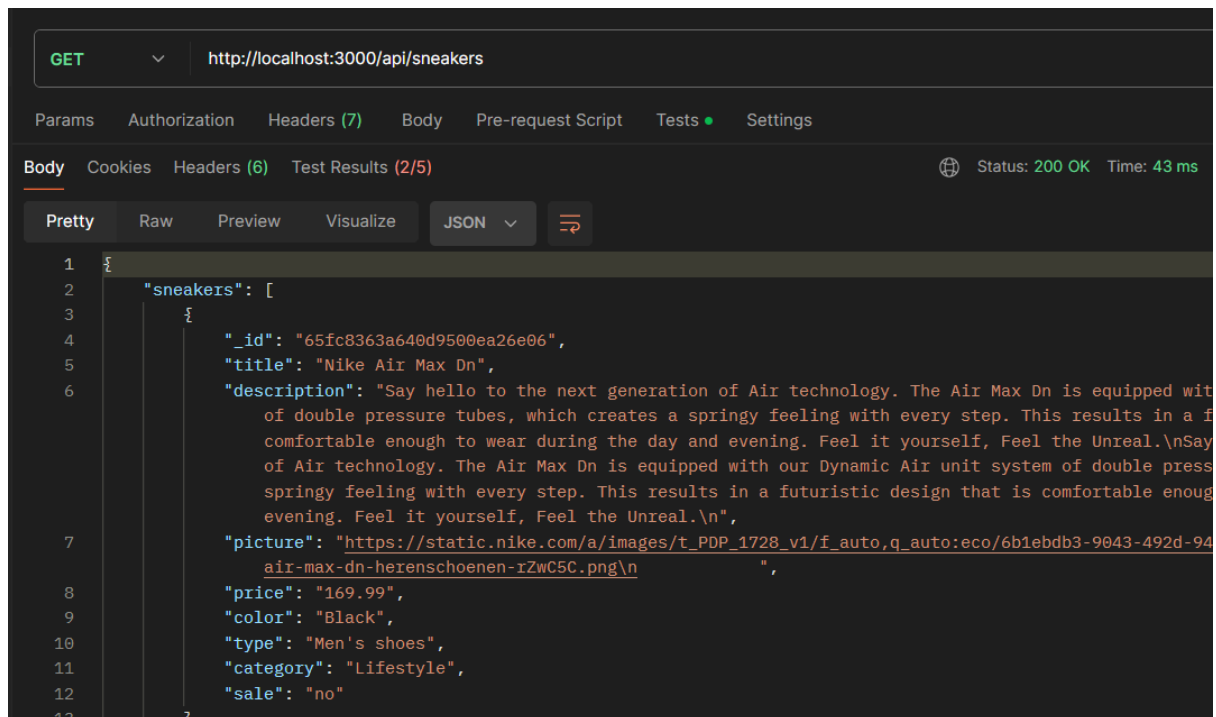 GET http://localhost:3000/api/sneakers
Params Authorization Headers (7) Body Pre-request Script Tests Settings
Body Cookies Headers (6) Test Results (2/5) Status: 200 OK Time: 43 ms
Pretty Raw Preview Visualize JSON
1 {
2 "sneakers": [
3 {
4 "_id": "65fc8363a640d9500ea26e06",
5 "title": "Nike Air Max Dn",
6 "description": "Say hello to the next generation of Air technology. The Air Max Dn is equipped wit
of double pressure tubes, which creates a springy feeling with every step. This results in a f
comfortable enough to wear during the day and evening. Feel it yourself, Feel the Unreal.\nSay
of Air technology. The Air Max Dn is equipped with our Dynamic Air unit system of double press
springy feeling with every step. This results in a futuristic design that is comfortable enoug
evening. Feel it yourself, Feel the Unreal.\n",
7 "picture": "https://static.nike.com/a/images/t_PDP_1728_v1/f_auto,q_auto:eco/6b1ebdb3-9043-492d-94
air-max-dn-herenschoenen-rZwC5C.png\n ",
8 "price": "169.99",
9 "color": "Black",
10 "type": "Men's shoes",
11 "category": "Lifestyle",
12 "sale": "no"